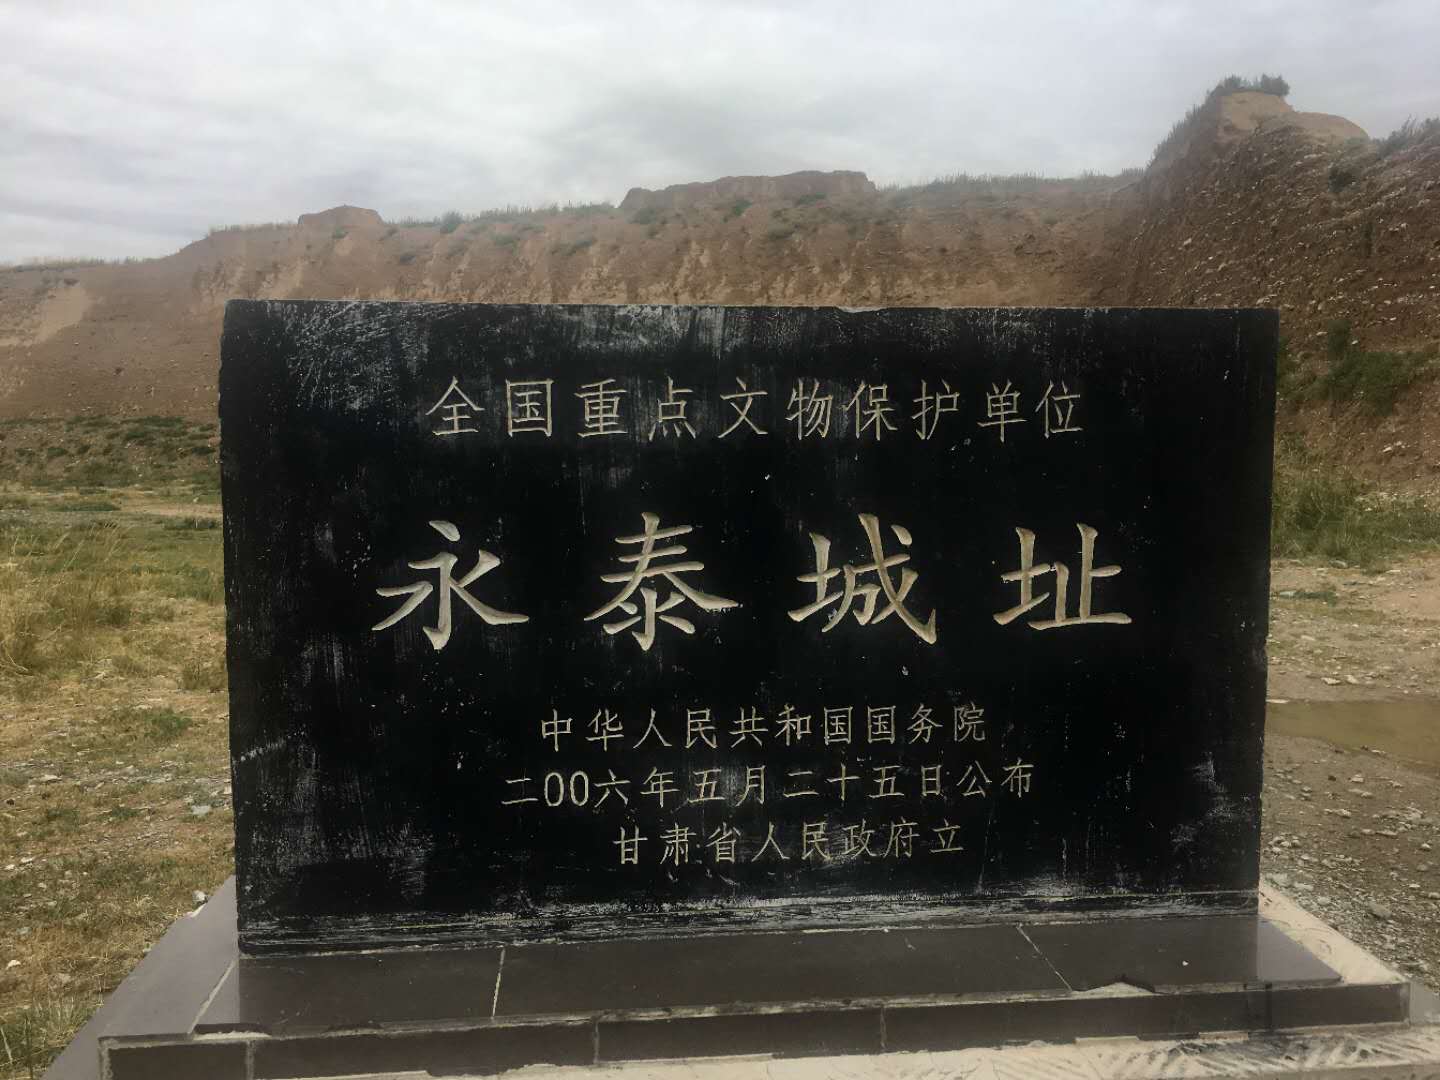 全国重点文物保护单位
永泰城址
中华人民共和国国务院
二〇〇六年五月二十五日公布
甘肃省人民政府立